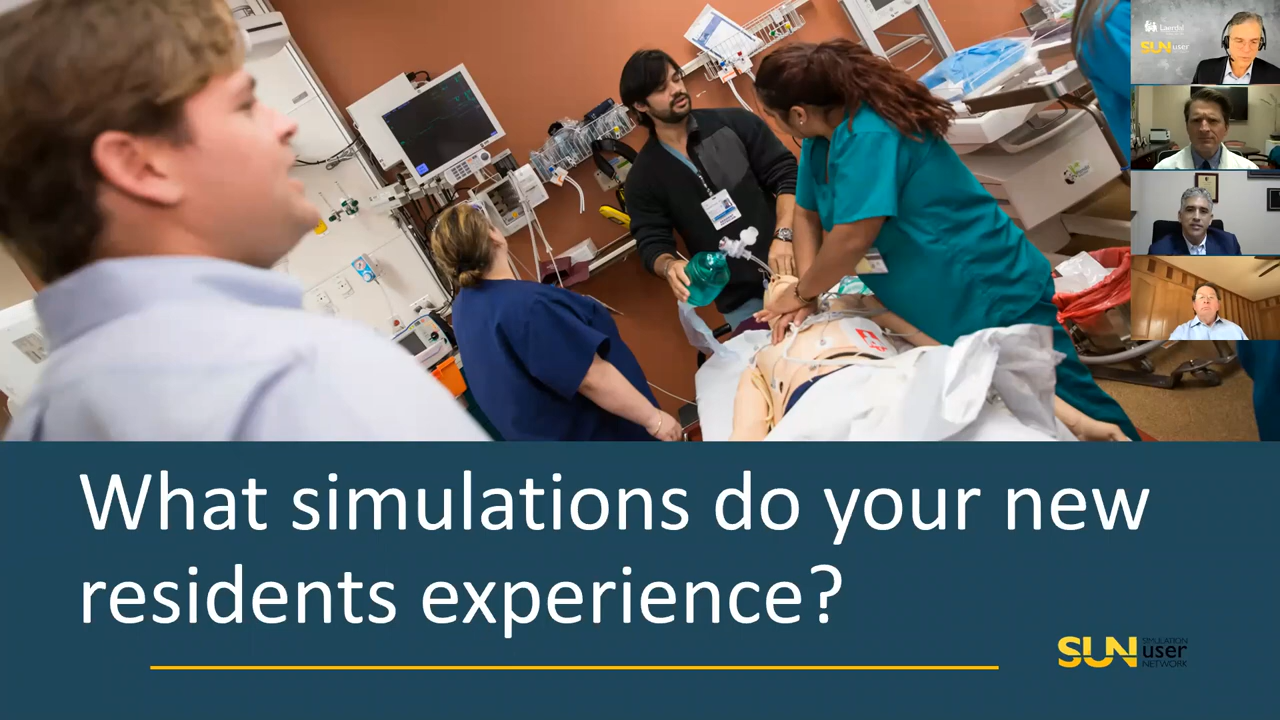 Laerdal
SUN user
What simulations do your new
residents experience?
SUN
SIMULATION
user
NETWORK